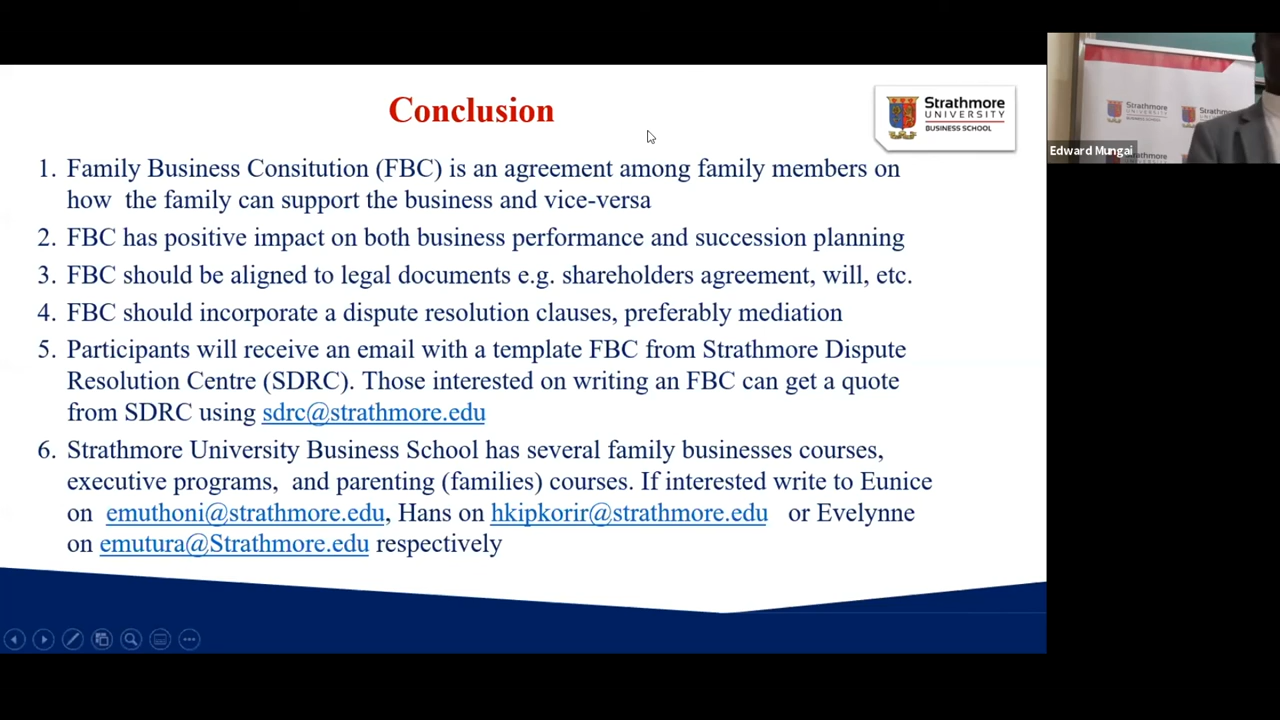 Conclusion
Strathmore
UNIVERSITY
BUSINESS SCHOOL
1. Family Business Consitution (FBC) is an agreement among family members on
how the family can support the business and vice-versa
2. FBC has positive impact on both business performance and succession planning
3. FBC should be aligned to legal documents e.g. shareholders agreement, will, etc.
4. FBC should incorporate a dispute resolution clauses, preferably mediation
5. Participants will receive an email with a template FBC from Strathmore Dispute
Resolution Centre (SDRC). Those interested on writing an FBC can get a quote
from SDRC using sdrc@strathmore.edu
6. Strathmore University Business School has several family businesses courses,
executive programs, and parenting (families) courses. If interested write to Eunice
on emuthoni@strathmore.edu, Hans on hkipkorir@strathmore.edu or Evelynne
on emutura@Strathmore.edu respectively
Strathmore
UNIVERSITY
Edward Mungai